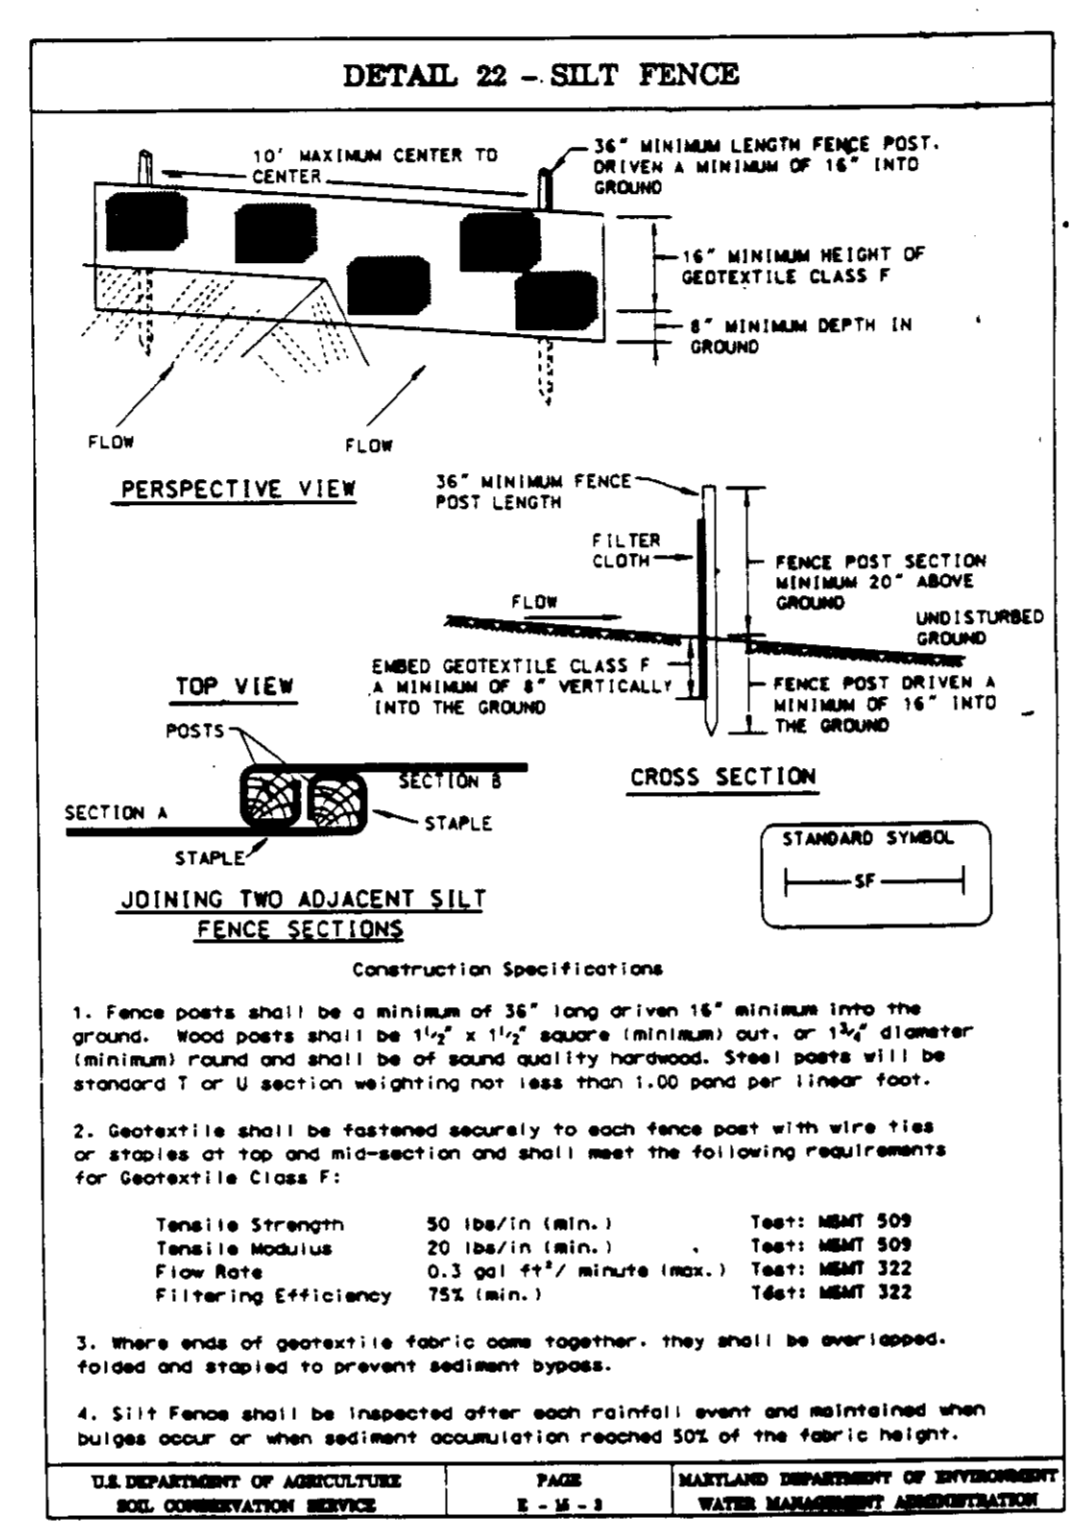 DETAIL 22 - SILT FENCE
10' MAXIMUM CENTER TO
CENTER
36" MINIMUM LENGTH FENCE POST.
DRIVEN A MINIMUM OF 16" INTO
GROUND
16" MINIMUM HEIGHT OF
GEOTEXTILE CLASS F
8" MINIMUM DEPTH IN
GROUND
FLOW
FLOW
PERSPECTIVE VIEW
36" MINIMUM FENCE
POST LENGTH
FILTER
CLOTH
FENCE POST SECTION
MINIMUM 20" ABOVE
GROUND
FLOW
UNDISTURBED
GROUND
EMBED GEOTEXTILE CLASS F
A MINIMUM OF 8" VERTICALLY
INTO THE GROUND
FENCE POST DRIVEN A
MINIMUM OF 16" INTO
THE GROUND
CROSS SECTION
TOP VIEW
POSTS
SECTION B
SECTION A
STAPLE
STAPLE
JOINING TWO ADJACENT SILT
FENCE SECTIONS
STANDARD SYMBOL
SF
Construction Specifications
1. Fence posts shall be a minimum of 36" long driven 16" minimum into the
ground. Wood posts shall be 1 1/2" x 1 1/2" square (minimum) cut, or 1 3/4" diameter
(minimum) round and shall be of sound quality hardwood. Steel posts will be
standard T or U section weighting not less than 1.00 pond per linear foot.
2. Geotextile shall be fastened securely to each fence post with wire ties
or staples at top and mid-section and shall meet the following requirements
for Geotextile Class F:
Tensile Strength 50 lbs/in (min.) Test: MSMT 509
Tensile Modulus 20 lbs/in (min.) Test: MSMT 509
Flow Rate 0.3 gal ft²/ minute (max.) Test: MSMT 322
Filtering Efficiency 75% (min.) Test: MSMT 322
3. Where ends of geotextile fabric come together, they shall be overlapped,
folded and stapled to prevent sediment bypass.
4. Silt Fence shall be inspected after each rainfall event and maintained when
bulges occur or when sediment accumulation reached 50% of the fabric height.
U.S. DEPARTMENT OF AGRICULTURE
SOIL CONSERVATION SERVICE
PAGE
E - 15 - 3
MARYLAND DEPARTMENT OF ENVIRONMENT
WATER MANAGEMENT ADMINISTRATION